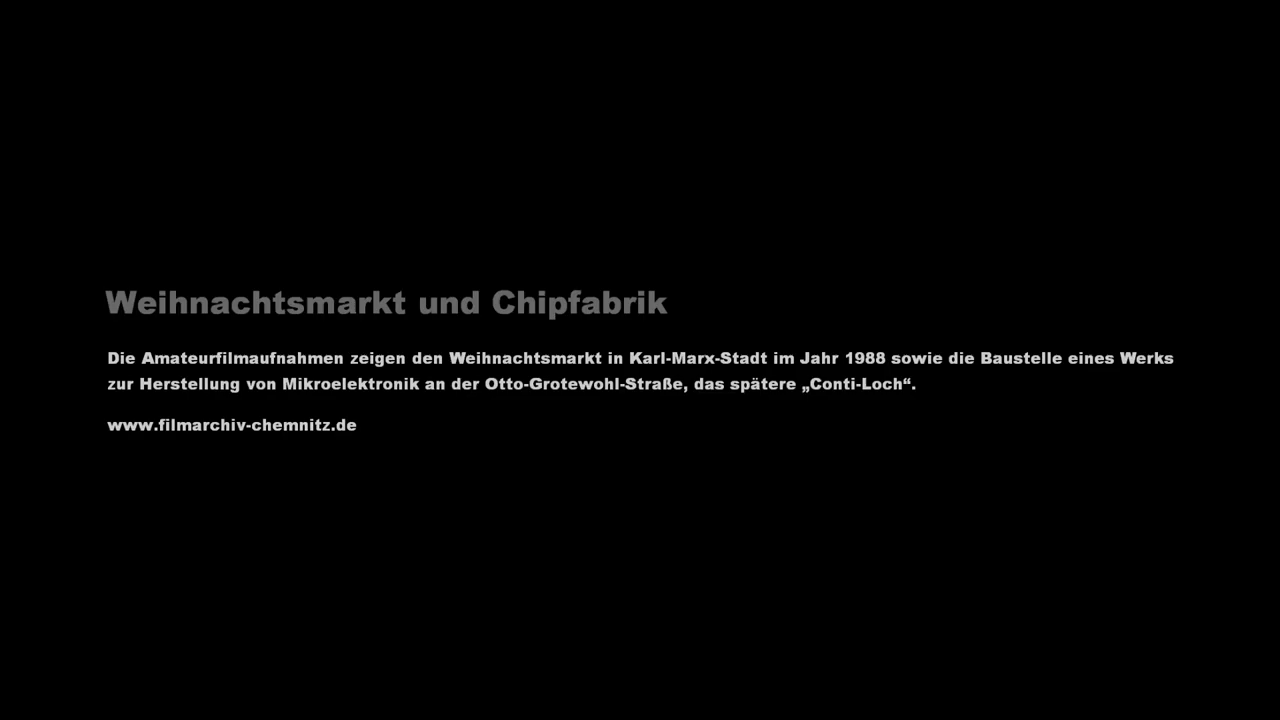 Weihnachtsmarkt und Chipfabrik
Die Amateurfilmaufnahmen zeigen den Weihnachtsmarkt in Karl-Marx-Stadt im Jahr 1988 sowie die Baustelle eines Werks
zur Herstellung von Mikroelektronik an der Otto-Grotewohl-Straße, das spätere „Conti-Loch“.
www.filmarchiv-chemnitz.de